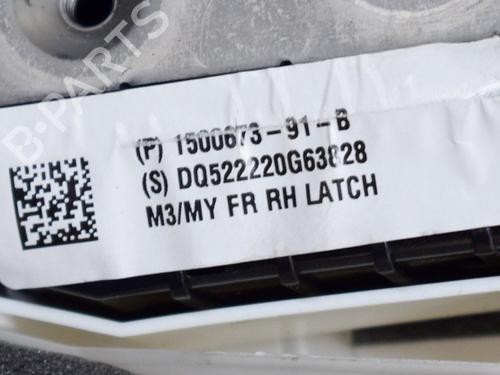 (P) 1500673-91-B
(S) DQ522220G63828
M3/MY FR RH LATCH
B-PARTS